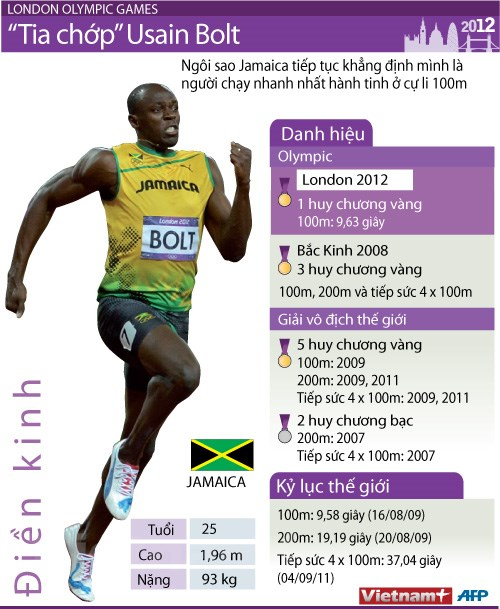 LONDON OLYMPIC GAMES
“Tia chớp” Usain Bolt
2012
Ngôi sao Jamaica tiếp tục khẳng định mình là
người chạy nhanh nhất hành tinh ở cự li 100m
JAMAICA
London 2012
BOLT
Điền kinh
JAMAICA
Tuổi 25
Cao 1,96 m
Nặng 93 kg
Danh hiệu
Olympic
London 2012
1 huy chương vàng
100m: 9,63 giây
Bắc Kinh 2008
3 huy chương vàng
100m, 200m và tiếp sức 4 x 100m
Giải vô địch thế giới
5 huy chương vàng
100m: 2009
200m: 2009, 2011
Tiếp sức 4 x 100m: 2009, 2011
2 huy chương bạc
200m: 2007
Tiếp sức 4 x 100m: 2007
Kỷ lục thế giới
100m: 9,58 giây (16/08/09)
200m: 19,19 giây (20/08/09)
Tiếp sức 4 x 100m: 37,04 giây
(04/09/11)
Vietnam+ AFP